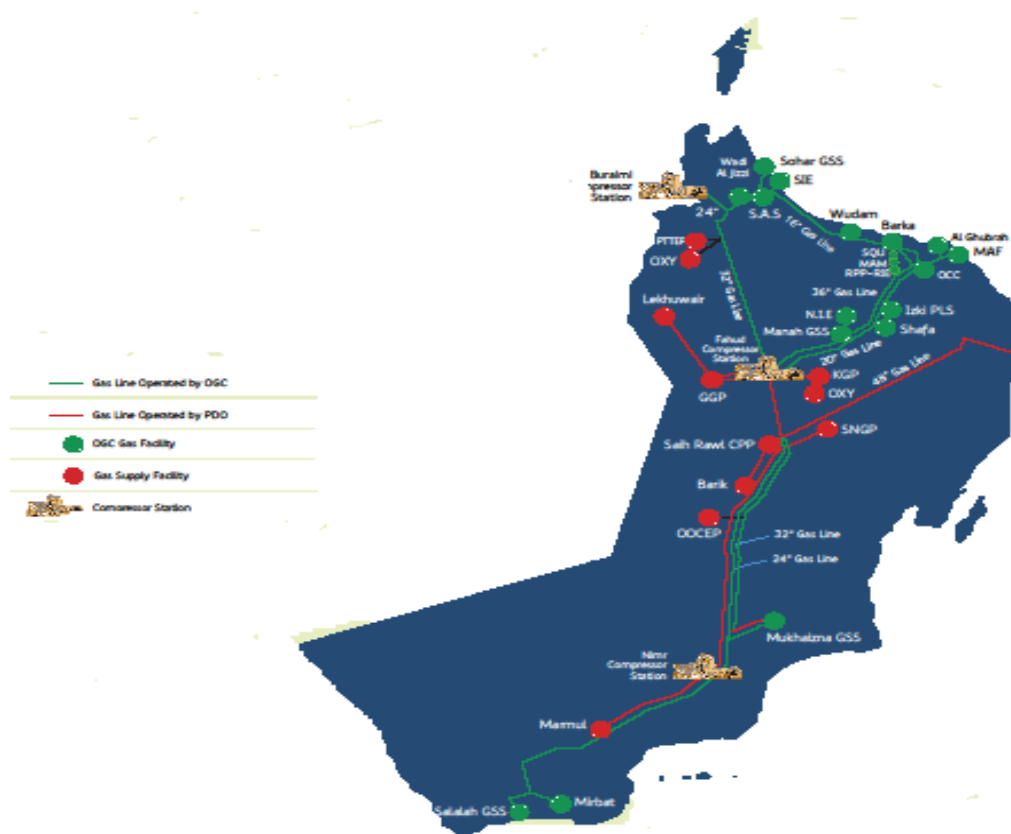 Wadi
Al Jizzi
Sohar GSS
SIE
Buraimi
pressor
Station
24"
S.A.S
16" Gas Line
Wudam
Barka
Al Ghubrah
MAF
PTTEP
OXY
SQU
MAM
RPP-RIE
OCC
32" Gas Line
36" Gas Line
Lekhuwair
N.I.E
Izki PLS
Manah GSS
Shafa
Fahud
Compressor
Station
20" Gas Line
48" Gas Line
KGP
OXY
GGP
Gas Line Operated by OGC
Gas Line Operated by PDO
OGC Gas Facility
Gas Supply Facility
Compressor Station
SNGP
Saih Rawl CPP
Barik
OOCEP
32" Gas Line
24" Gas Line
Mukhaizna GSS
Nimr
Compressor
Station
Marmul
Mirbat
Salalah GSS